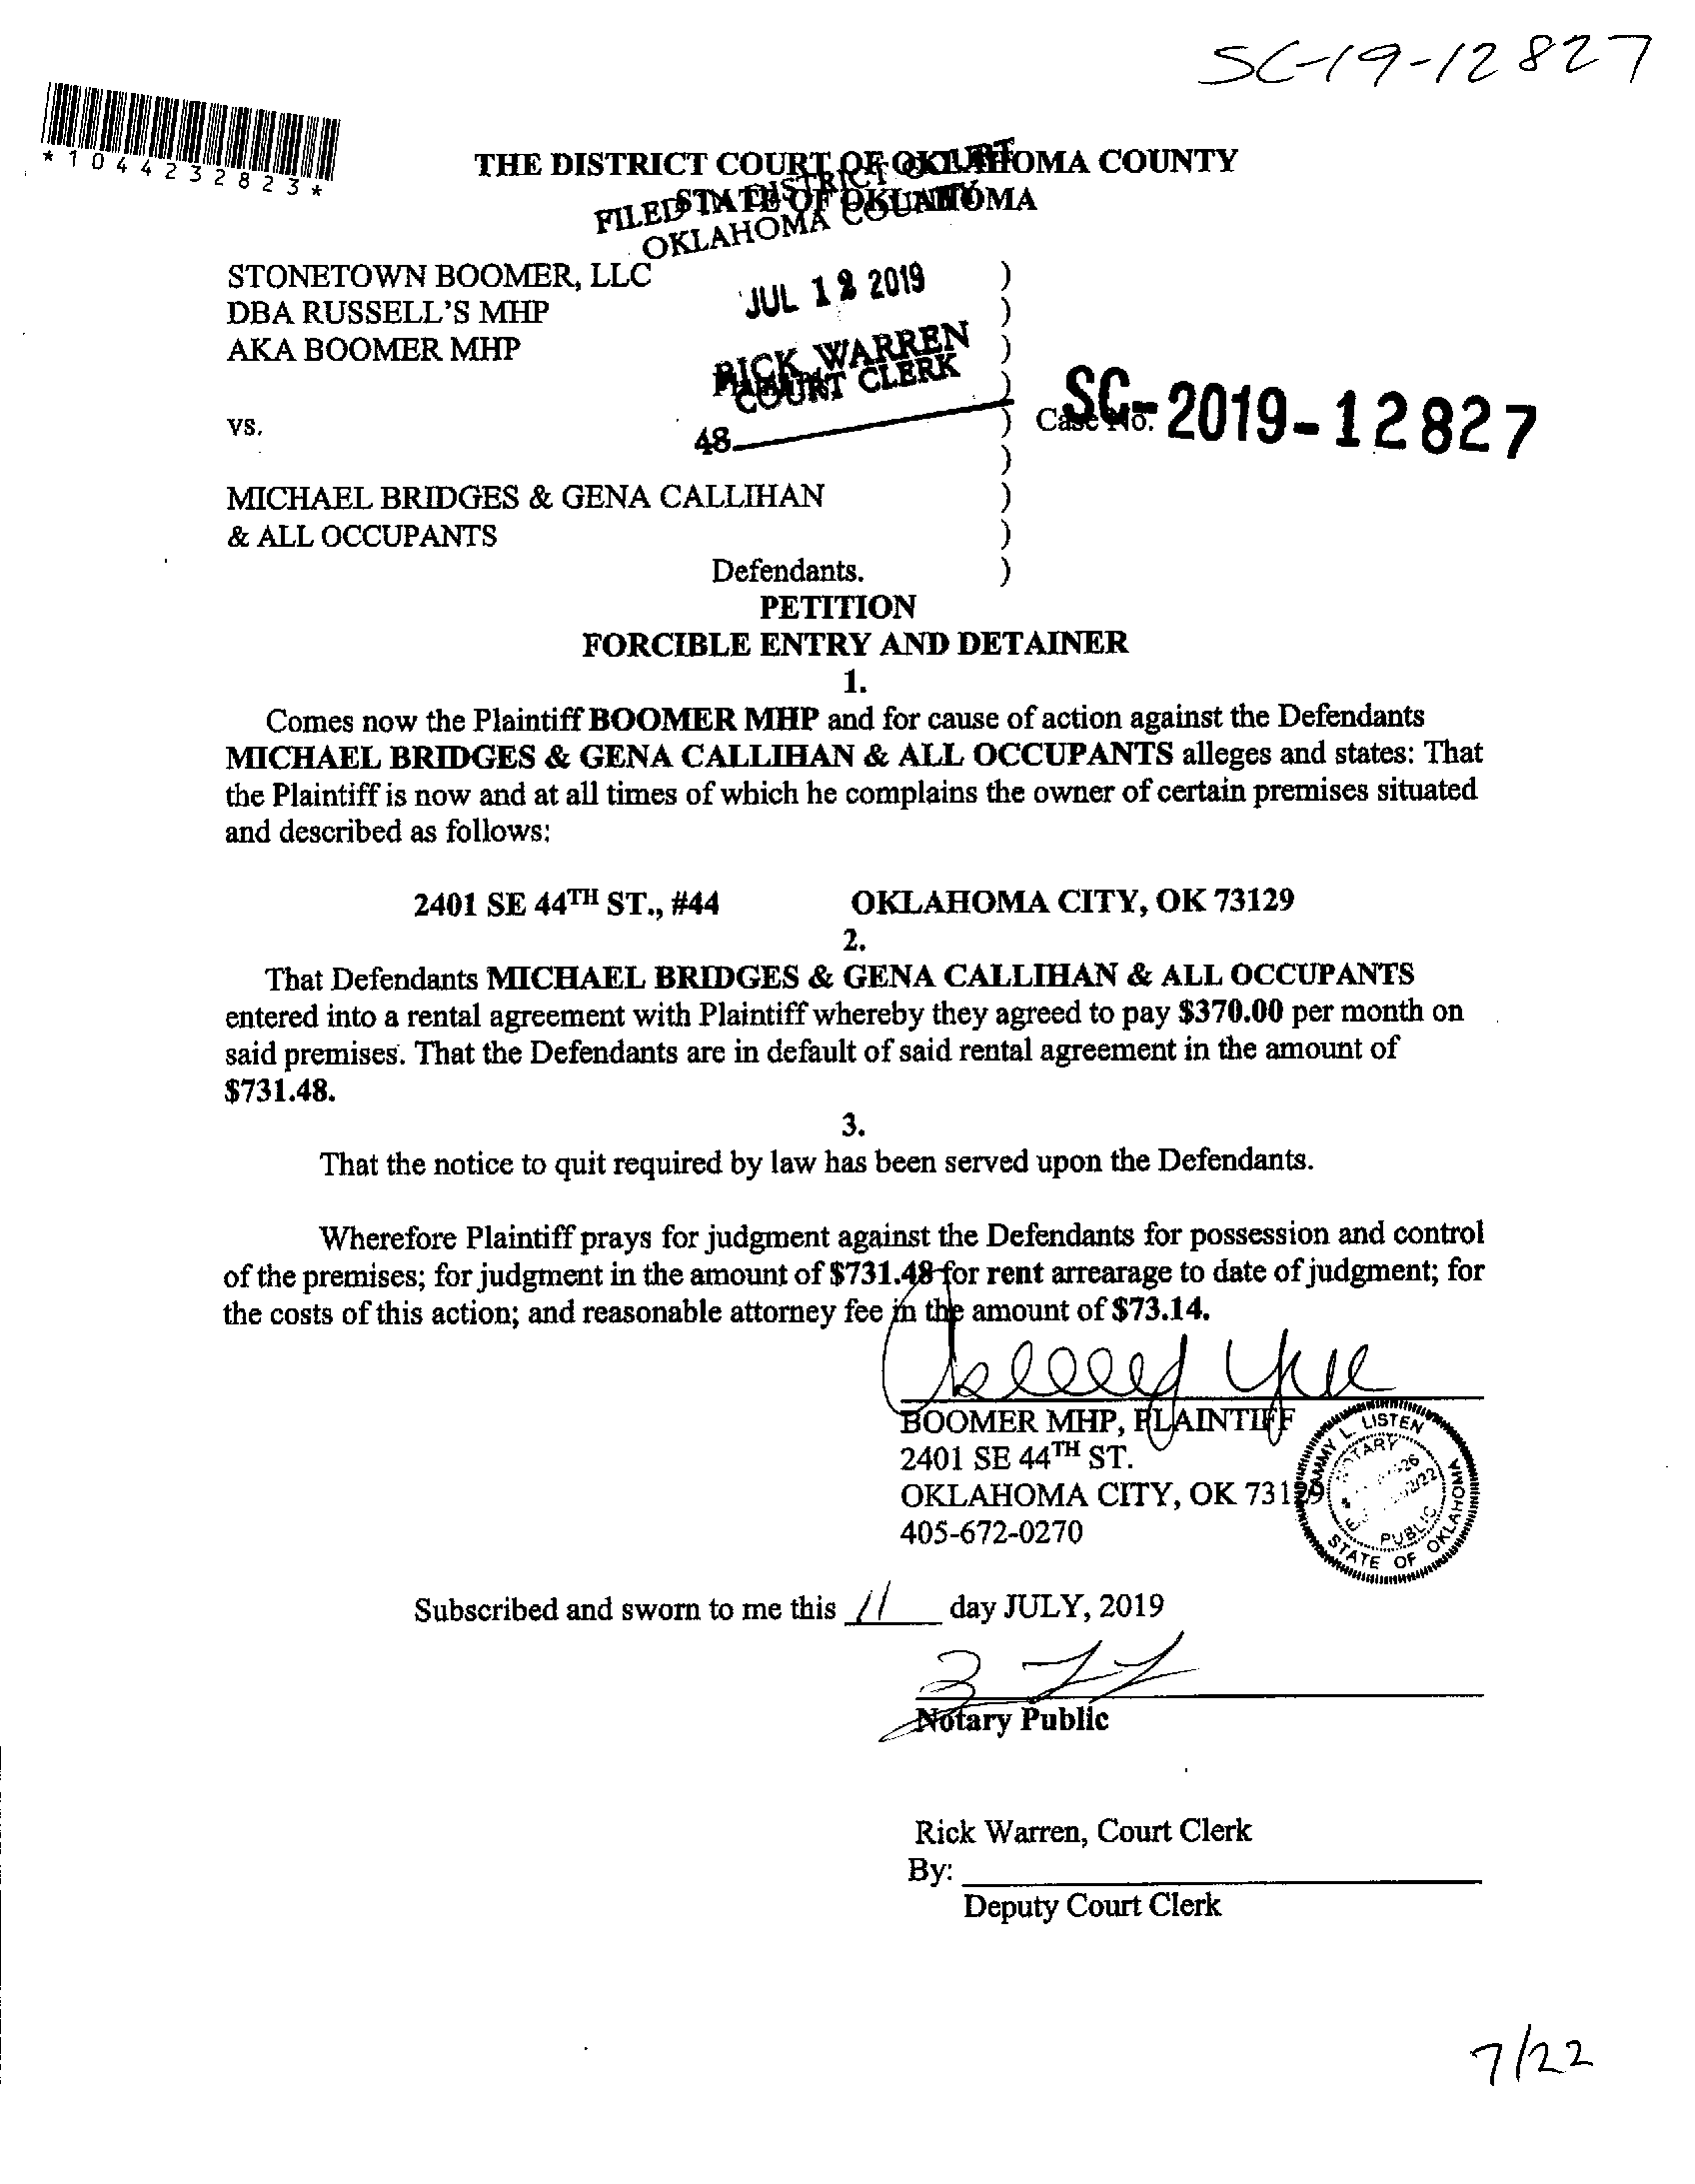 SC-19-12827
*1044232823*
THE DISTRICT COURT OF OKLAHOMA COUNTY
STATE OF OKLAHOMA
FILED IN DISTRICT COURT
OKLAHOMA COUNTY
STONETOWN BOOMER, LLC )
DBA RUSSELL'S MHP JUL 12 2019 )
AKA BOOMER MHP )
RICK WARREN
COURT CLERK )
vs. ) Case No. SC-2019-12827
48 )
MICHAEL BRIDGES & GENA CALLIHAN )
& ALL OCCUPANTS )
Defendants. )
PETITION
FORCIBLE ENTRY AND DETAINER
1.
Comes now the Plaintiff BOOMER MHP and for cause of action against the Defendants
MICHAEL BRIDGES & GENA CALLIHAN & ALL OCCUPANTS alleges and states: That
the Plaintiff is now and at all times of which he complains the owner of certain premises situated
and described as follows:
2401 SE 44TH ST., #44 OKLAHOMA CITY, OK 73129
2.
That Defendants MICHAEL BRIDGES & GENA CALLIHAN & ALL OCCUPANTS
entered into a rental agreement with Plaintiff whereby they agreed to pay $370.00 per month on
said premises. That the Defendants are in default of said rental agreement in the amount of
$731.48.
3.
That the notice to quit required by law has been served upon the Defendants.
Wherefore Plaintiff prays for judgment against the Defendants for possession and control
of the premises; for judgment in the amount of $731.48 for rent arrearage to date of judgment; for
the costs of this action; and reasonable attorney fee in the amount of $73.14.
BOOMER MHP, PLAINTIFF
2401 SE 44TH ST.
OKLAHOMA CITY, OK 73129
405-672-0270
L. LISTEN
NOTARY
PUBLIC
STATE OF OKLAHOMA
Subscribed and sworn to me this 11 day JULY, 2019
Notary Public
Rick Warren, Court Clerk
By:
Deputy Court Clerk
7/22